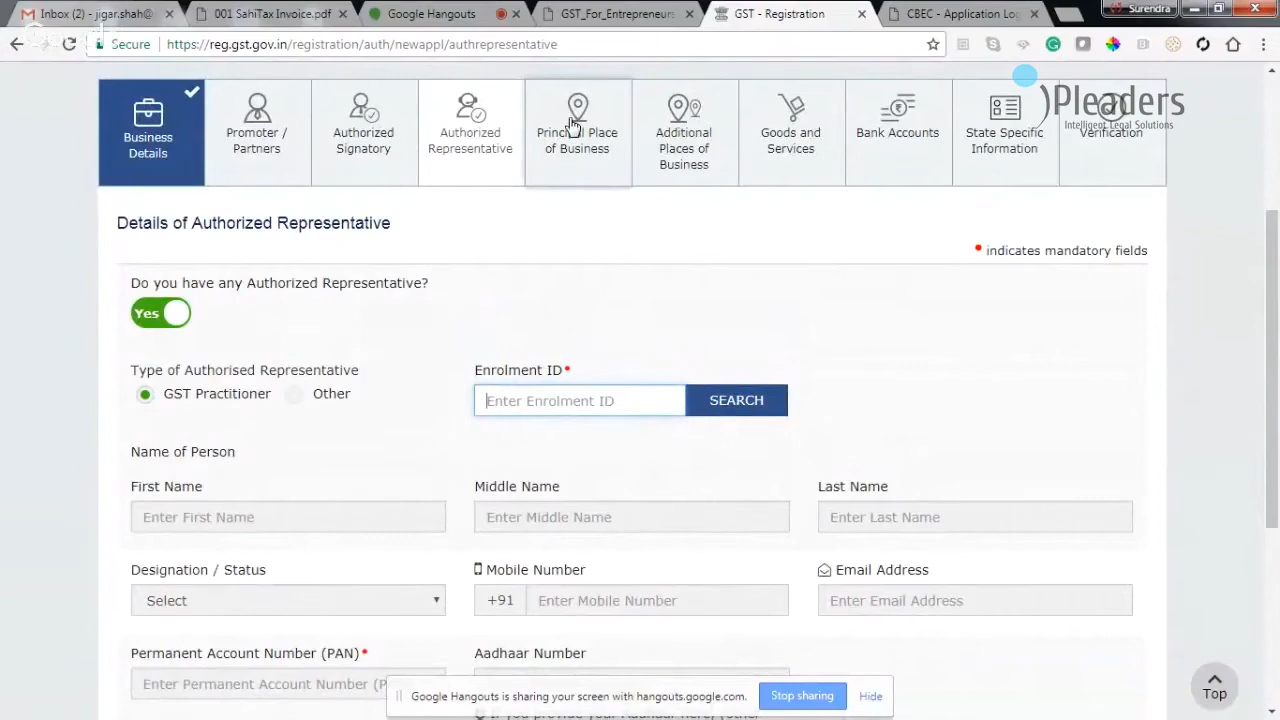 Inbox (2) - jigar.shah@
001 SahiTax Invoice.pdf
Google Hangouts
GST_For_Entrepreneurs
GST - Registration
CBEC - Application Lo
Surendra
Secure
https://reg.gst.gov.in/registration/auth/newappl/authrepresentative
Business
Details
Promoter /
Partners
Authorized
Signatory
Authorized
Representative
Principal Place
of Business
Additional
Places of
Business
Goods and
Services
Bank Accounts
State Specific
Information
Verification
Pleaders
Intelligent Legal Solutions
Details of Authorized Representative
• indicates mandatory fields
Do you have any Authorized Representative?
Yes
Type of Authorised Representative
GST Practitioner
Other
Enrolment ID•
Enter Enrolment ID
SEARCH
Name of Person
First Name
Middle Name
Last Name
Enter First Name
Enter Middle Name
Enter Last Name
Designation / Status
Mobile Number
Email Address
Select
+91
Enter Mobile Number
Enter Email Address
Permanent Account Number (PAN)•
Aadhaar Number
Enter Permanent Account Number (P
Google Hangouts is sharing your screen with hangouts.google.com.
Stop sharing
Hide
If you provide your Aadhaar here, (other
Top